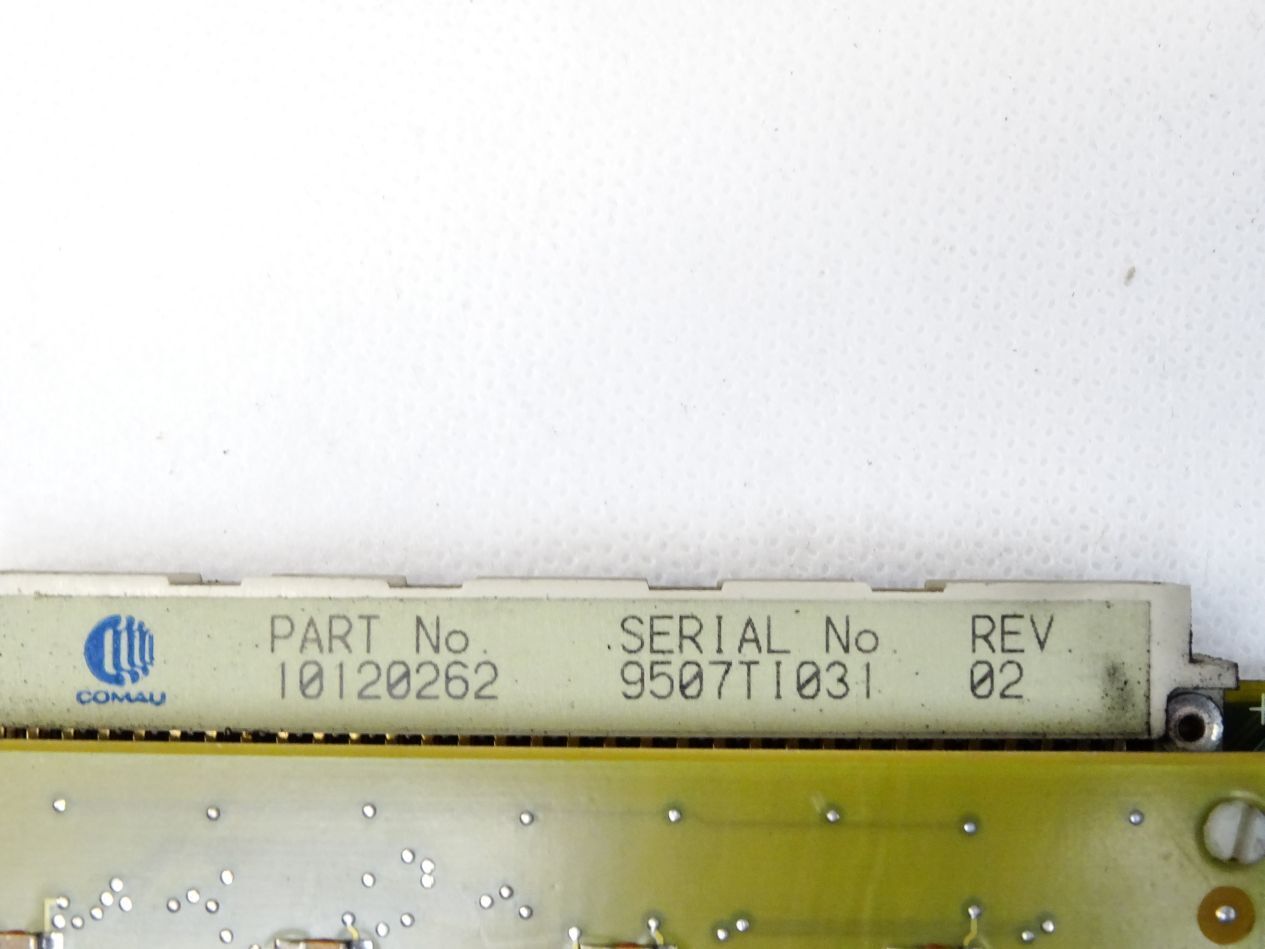 COMAU
PART No. SERIAL No. REV.
10120262 9507TI031 02